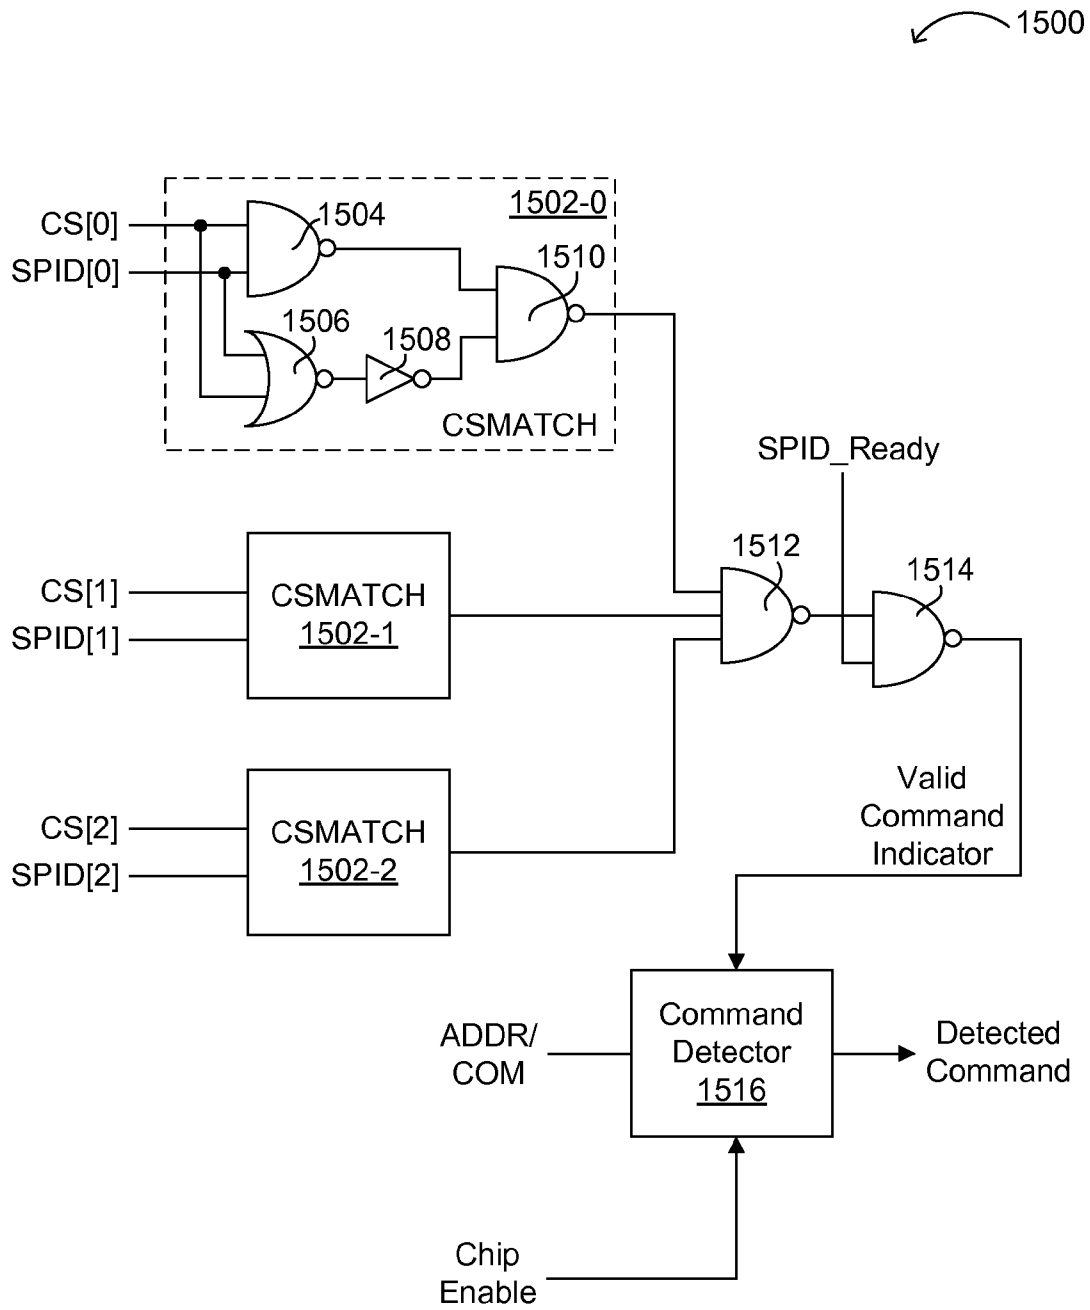 1500
1502-0
CS[0]
1504
SPID[0]
1510
1506
1508
CSMATCH
SPID_Ready
1512
1514
CS[1]
CSMATCH
SPID[1]
1502-1
Valid
Command
Indicator
CS[2]
CSMATCH
SPID[2]
1502-2
ADDR/
COM
Command
Detector
1516
Detected
Command
Chip
Enable